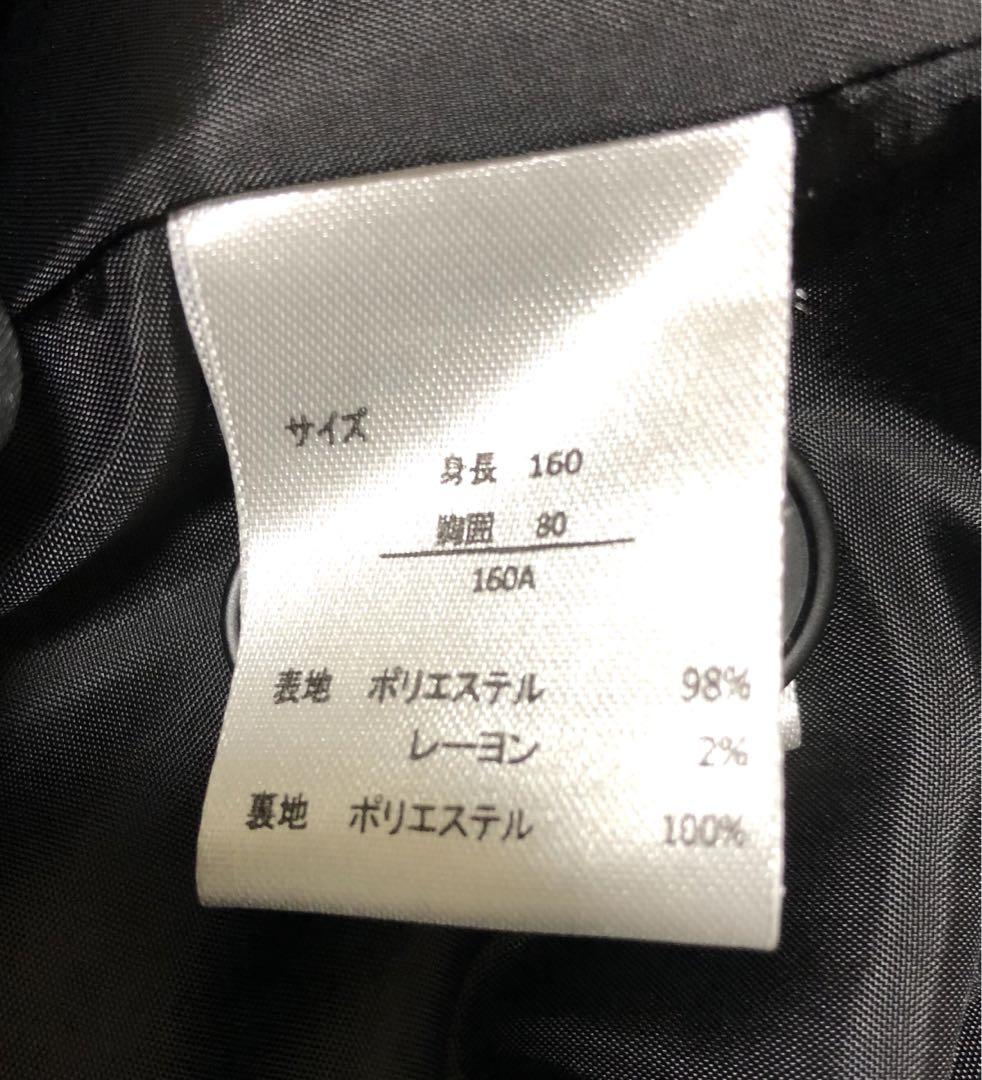 サイズ
身長 160
胸囲 80
160A
表地 ポリエステル 98%
レーヨン 2%
裏地 ポリエステル 100%